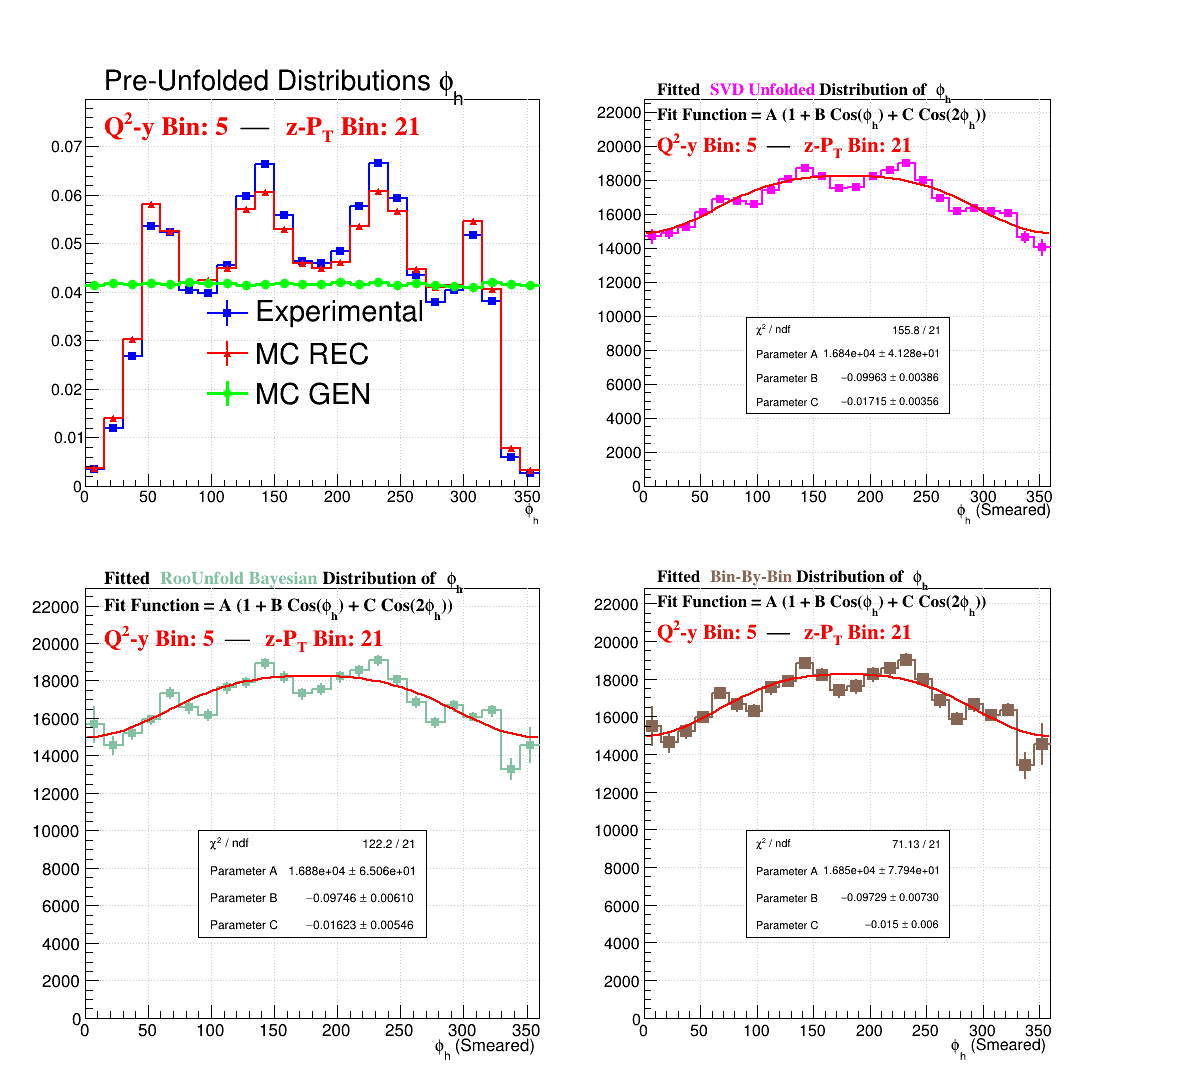 Pre-Unfolded Distributions ϕh
Q²-y Bin: 5 — z-PT Bin: 21
0.07
0.06
0.05
0.04
0.03
0.02
0.01
0
Experimental
MC REC
MC GEN
0 50 100 150 200 250 300 350
ϕh
Fitted SVD Unfolded Distribution of ϕh
Fit Function = A (1 + B Cos(ϕh) + C Cos(2ϕh))
Q²-y Bin: 5 — z-PT Bin: 21
22000
20000
18000
16000
14000
12000
10000
8000
6000
4000
2000
0
χ² / ndf 155.8 / 21
Parameter A 1.684e+04 ± 4.128e+01
Parameter B −0.09963 ± 0.00386
Parameter C −0.01715 ± 0.00356
0 50 100 150 200 250 300 350
ϕh (Smeared)
Fitted RooUnfold Bayesian Distribution of ϕh
Fit Function = A (1 + B Cos(ϕh) + C Cos(2ϕh))
Q²-y Bin: 5 — z-PT Bin: 21
22000
20000
18000
16000
14000
12000
10000
8000
6000
4000
2000
0
χ² / ndf 122.2 / 21
Parameter A 1.688e+04 ± 6.506e+01
Parameter B −0.09746 ± 0.00610
Parameter C −0.01623 ± 0.00546
0 50 100 150 200 250 300 350
ϕh (Smeared)
Fitted Bin-By-Bin Distribution of ϕh
Fit Function = A (1 + B Cos(ϕh) + C Cos(2ϕh))
Q²-y Bin: 5 — z-PT Bin: 21
22000
20000
18000
16000
14000
12000
10000
8000
6000
4000
2000
0
χ² / ndf 71.13 / 21
Parameter A 1.685e+04 ± 7.794e+01
Parameter B −0.09729 ± 0.00730
Parameter C −0.015 ± 0.006
0 50 100 150 200 250 300 350
ϕh (Smeared)